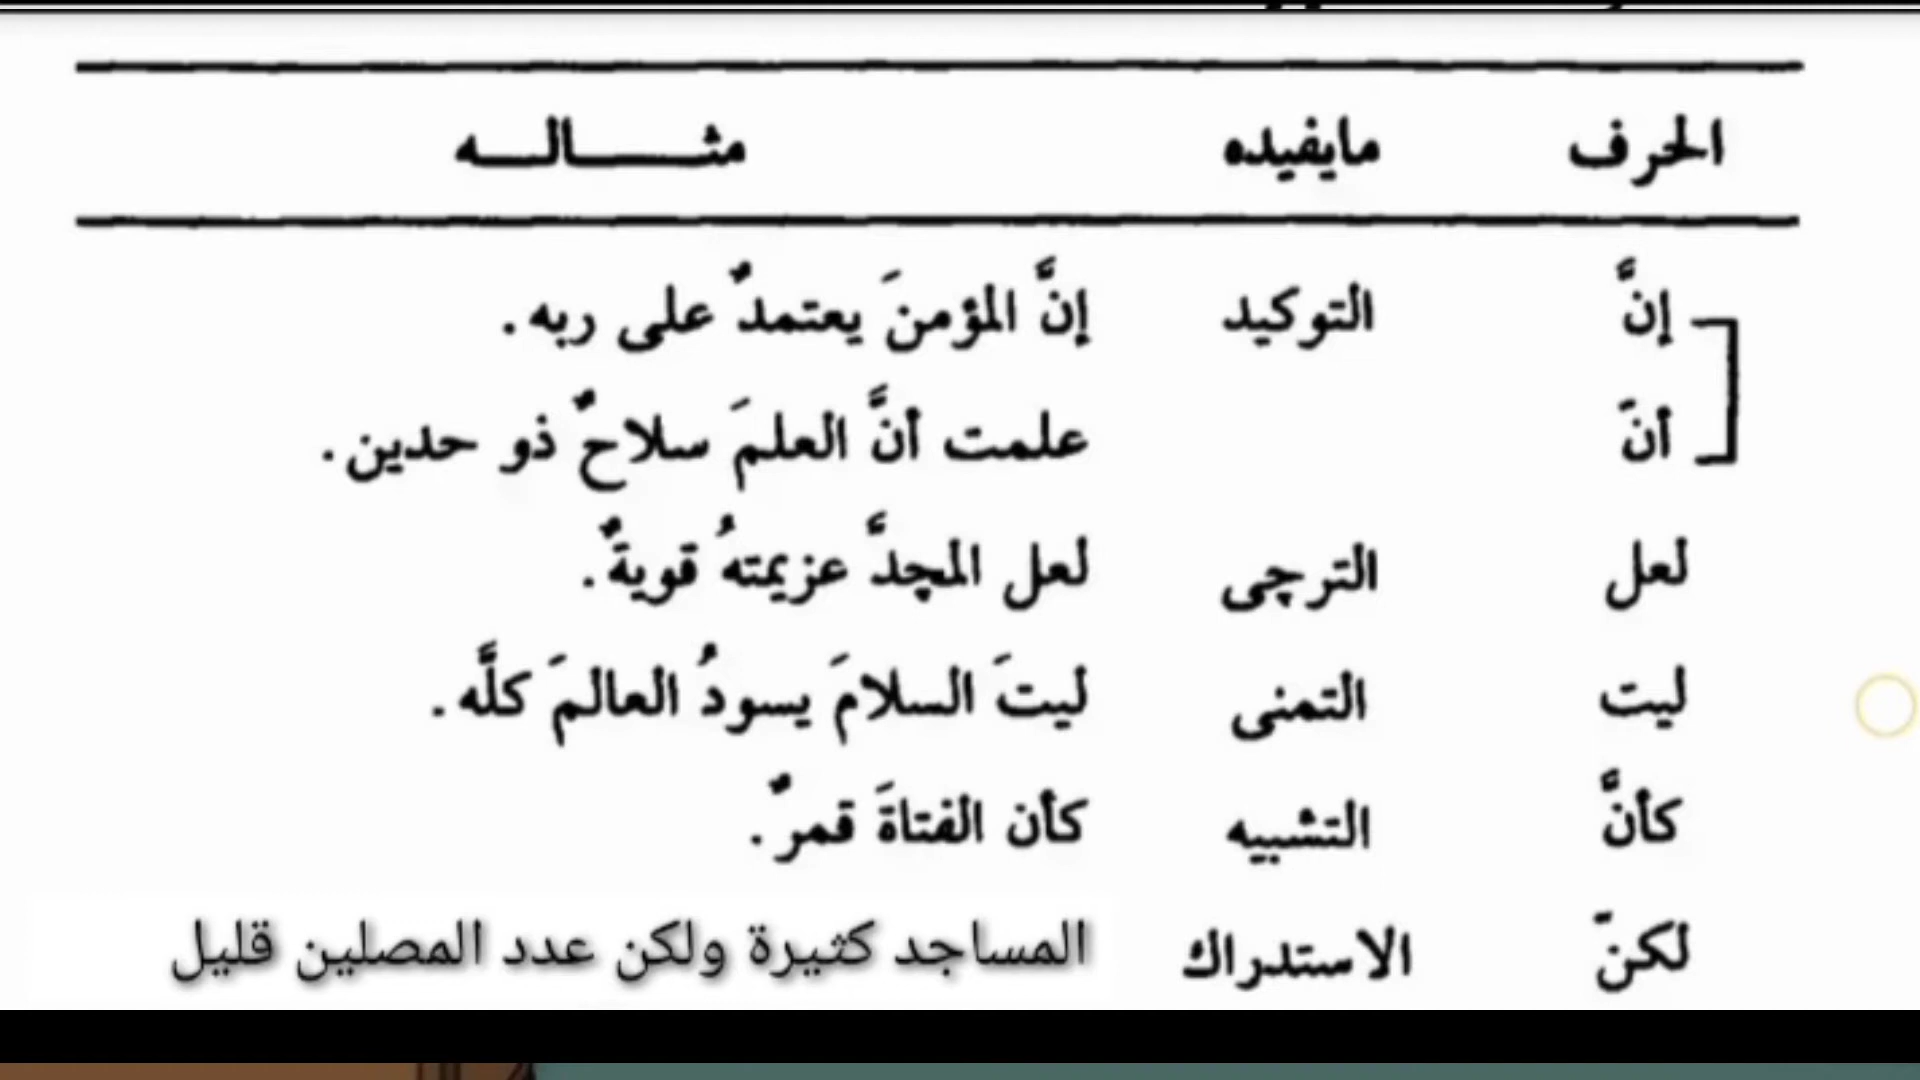 الحرف مايفيده مثـــــالــــه
إنَّ التوكيد إنَّ المؤمنَ يعتمدٌ على ربه .
أنَ علمت أنَّ العلمَ سلاحٌ ذو حدين .
لعل الترجى لعل المجدَّ عزيمتهُ قويةٌ .
ليت التمنى ليتَ السلامَ يسودُ العالمَ كلَّه .
كأنَّ التشبيه كأن الفتاةَ قمرٌ .
لكنّ الاستدراك المساجد كثيرة ولكن عدد المصلين قليل